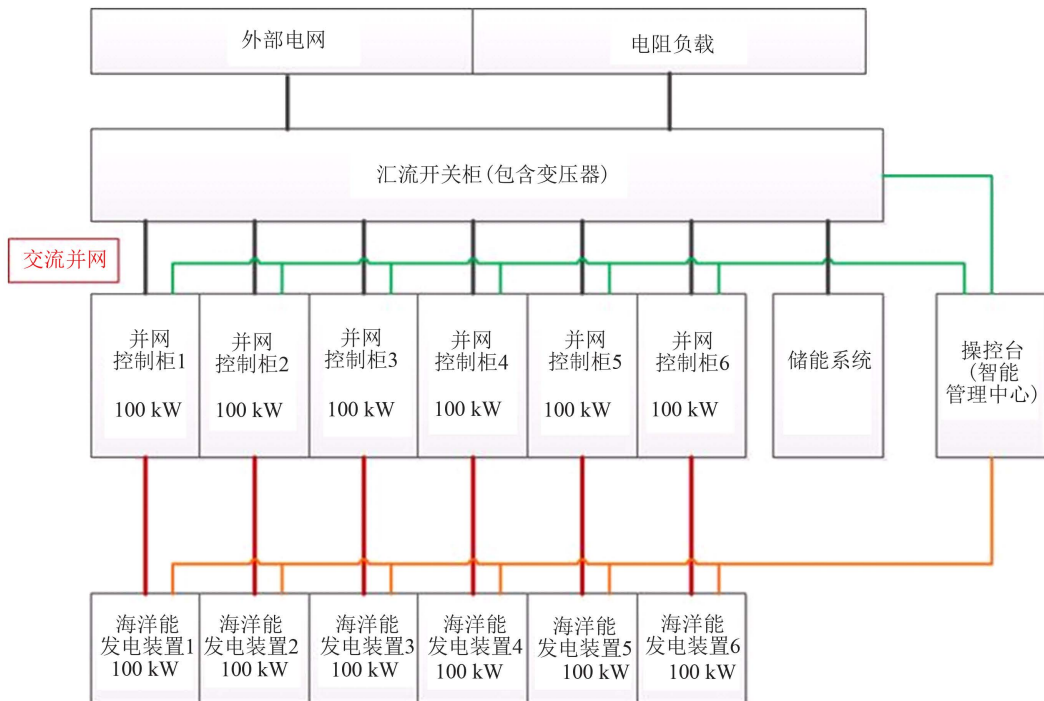 外部电网
电阻负载
汇流开关柜(包含变压器)
交流并网
并网
控制柜1
100 kW
并网
控制柜2
100 kW
并网
控制柜3
100 kW
并网
控制柜4
100 kW
并网
控制柜5
100 kW
并网
控制柜6
100 kW
储能系统
操控台
(智能
管理中心)
海洋能
发电装置1
100 kW
海洋能
发电装置2
100 kW
海洋能
发电装置3
100 kW
海洋能
发电装置4
100 kW
海洋能
发电装置5
100 kW
海洋能
发电装置6
100 kW